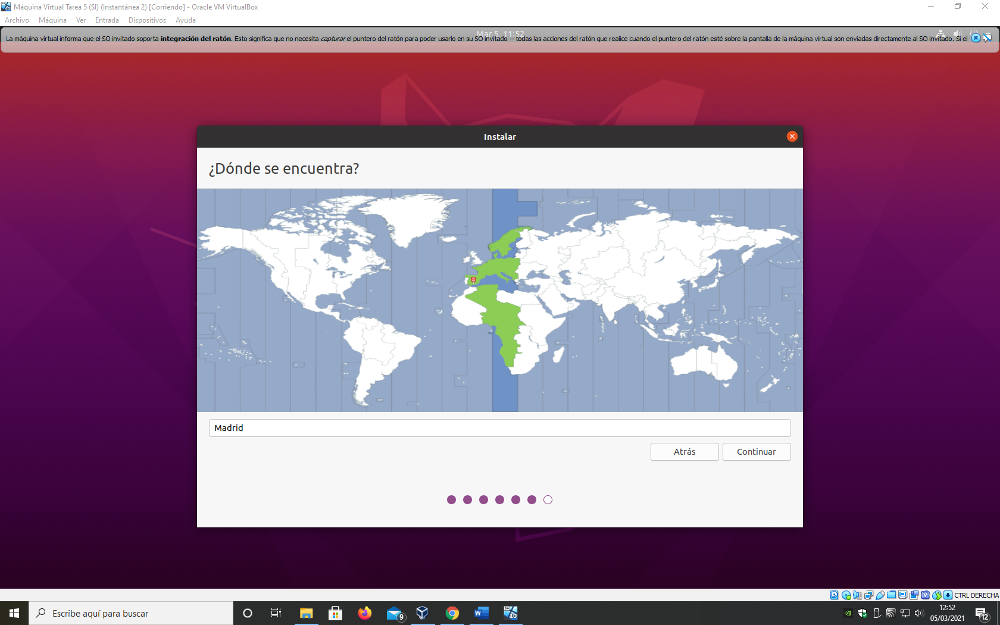 Máquina Virtual Tarea 5 (SI) (Instantánea 2) [Corriendo] - Oracle VM VirtualBox
Archivo Máquina Ver Entrada Dispositivos Ayuda
Mar 5 11:52
La máquina virtual informa que el SO invitado soporta integración del ratón. Esto significa que no necesita capturar el puntero del ratón para poder usarlo en su SO invitado -- todas las acciones del ratón que realice cuando el puntero del ratón esté sobre la pantalla de la máquina virtual son enviadas directamente al SO invitado. Si el
Instalar
¿Dónde se encuentra?
Madrid
Atrás Continuar
CTRL DERECHA
Escribe aquí para buscar
9
W
64
10
12:52
05/03/2021
12